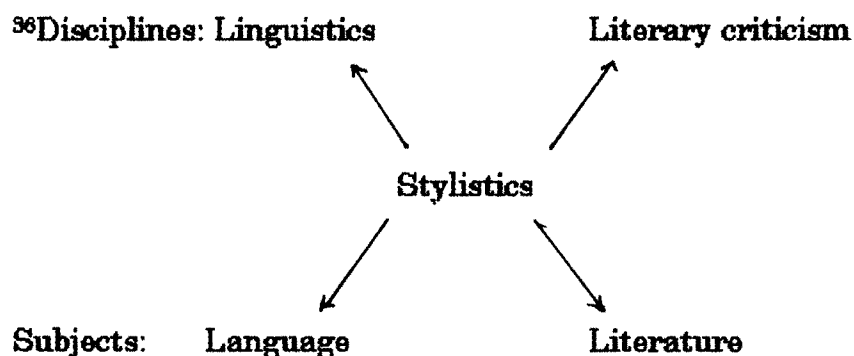 ³⁶Disciplines: Linguistics Literary criticism
Stylistics
Subjects: Language Literature